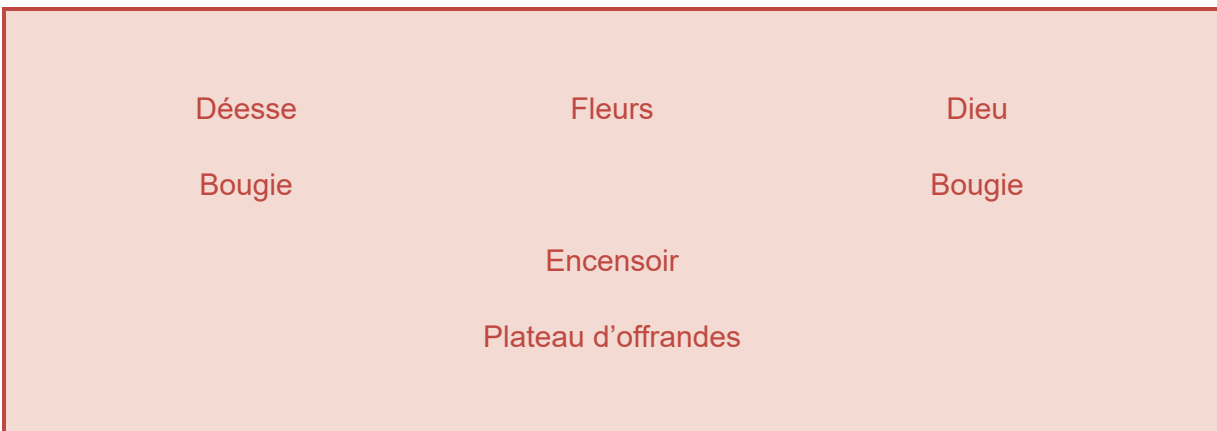 Déesse Fleurs Dieu
Bougie Bougie
Encensoir
Plateau d’offrandes